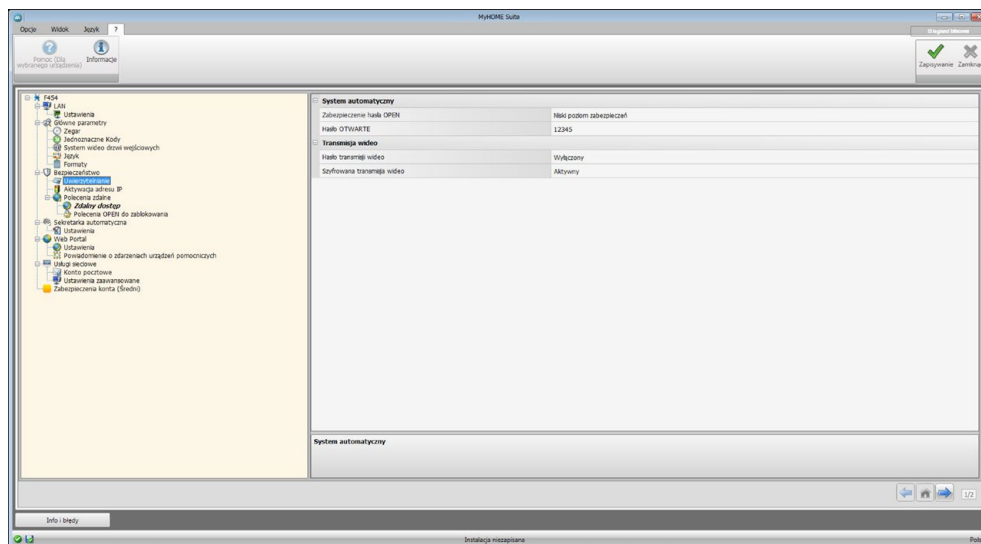 MyHOME Suite
Opcje Widok Język ?
Pomoc (Dla wybranego urządzenia)
Informacje
Zapisywanie
F454
LAN
Ustawienia
Główne parametry
Zegar
Jednoznaczne Kody
System wideo drzwi wejściowych
Język
Formaty
Bezpieczeństwo
Uwierzytelnianie
Aktywacja adresu IP
Polecenia zdalne
Zdalny dostęp
Polecenia OPEN do zablokowania
Sekretarka automatyczna
Ustawienia
Web Portal
Ustawienia
Powiadomienie o zdarzeniach urządzeń pomocniczych
Usługi sieciowe
Konto pocztowe
Ustawienia zaawansowane
Zabezpieczenia konta (Średni)
System automatyczny
Zabezpieczenie hasła OPEN Niski poziom zabezpieczeń
Hasło OTWARTE 12345
Transmisja wideo
Hasło transmisji wideo Wyłączony
Szyfrowana transmisja wideo Aktywny
System automatyczny
1/2
Info i błędy
Instalacja niezapisana